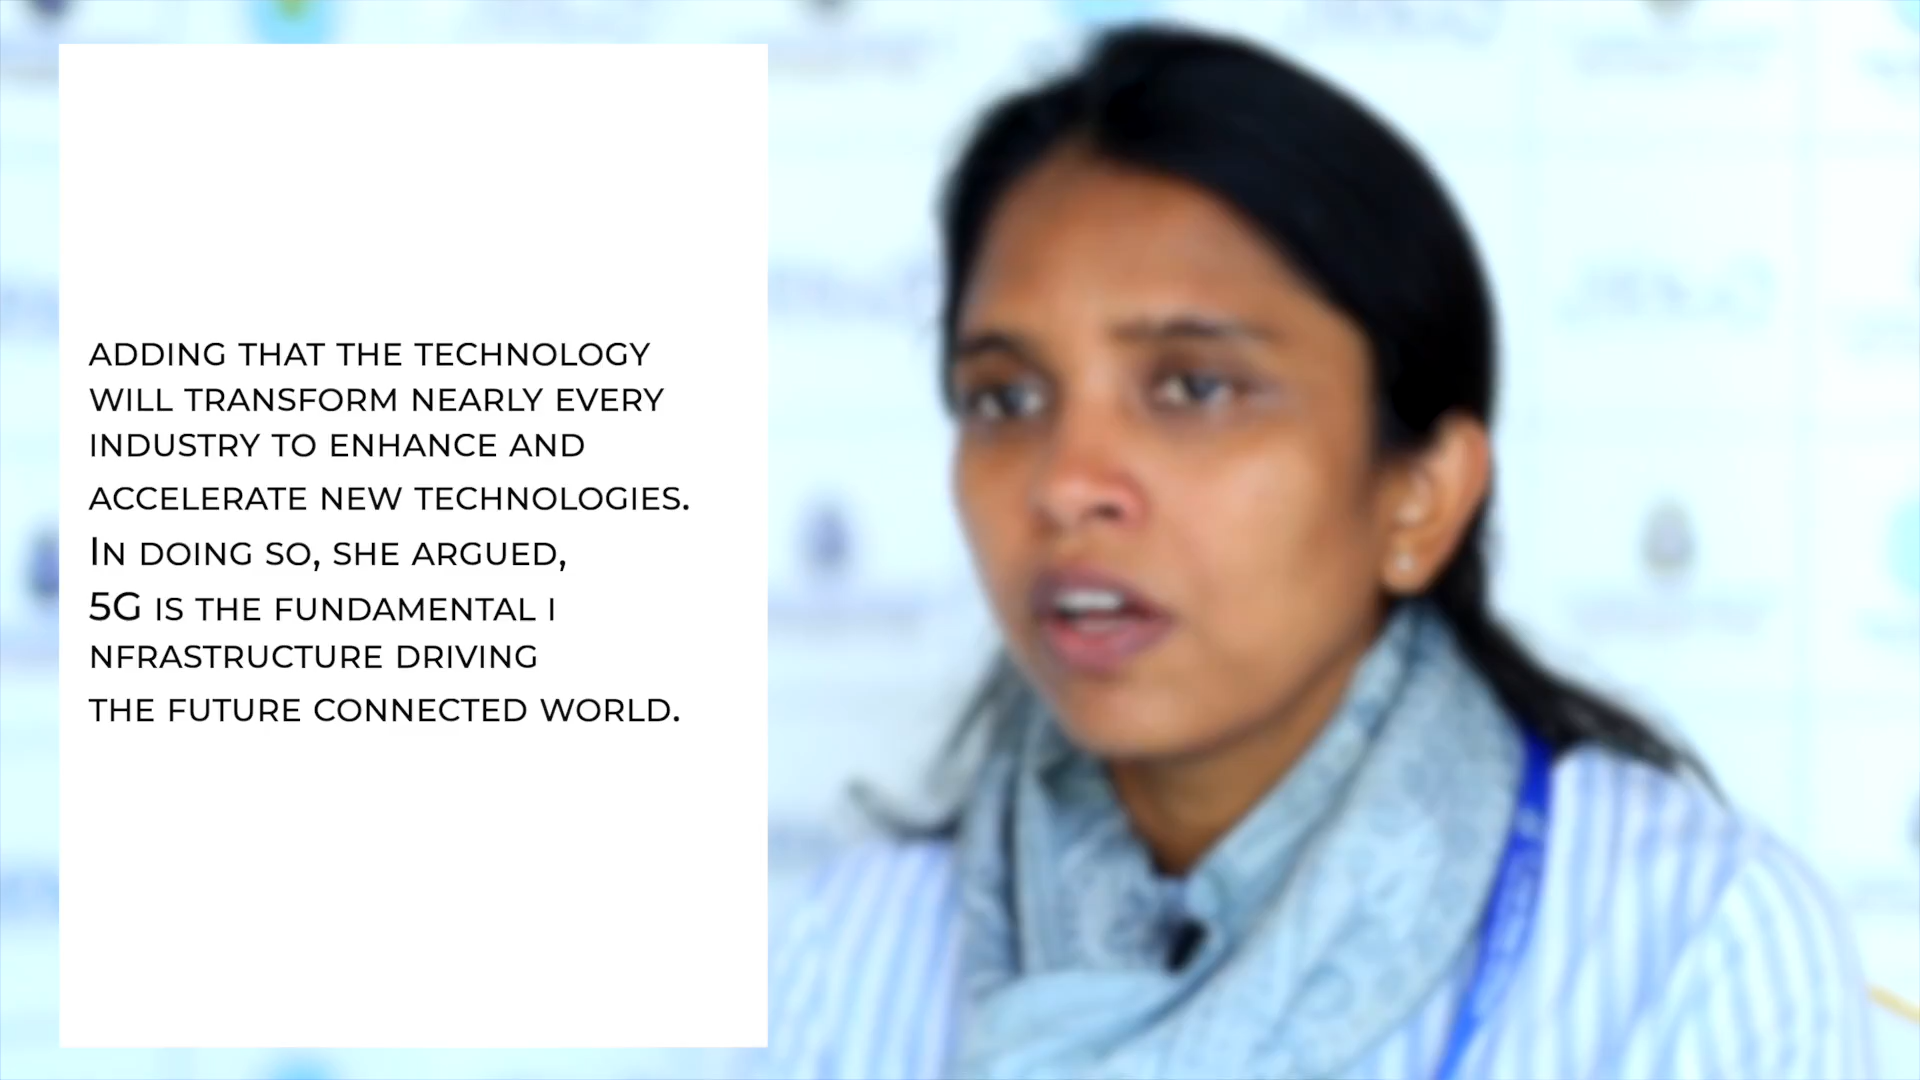 ADDING THAT THE TECHNOLOGY
WILL TRANSFORM NEARLY EVERY
INDUSTRY TO ENHANCE AND
ACCELERATE NEW TECHNOLOGIES.
IN DOING SO, SHE ARGUED,
5G IS THE FUNDAMENTAL I
NFRASTRUCTURE DRIVING
THE FUTURE CONNECTED WORLD.